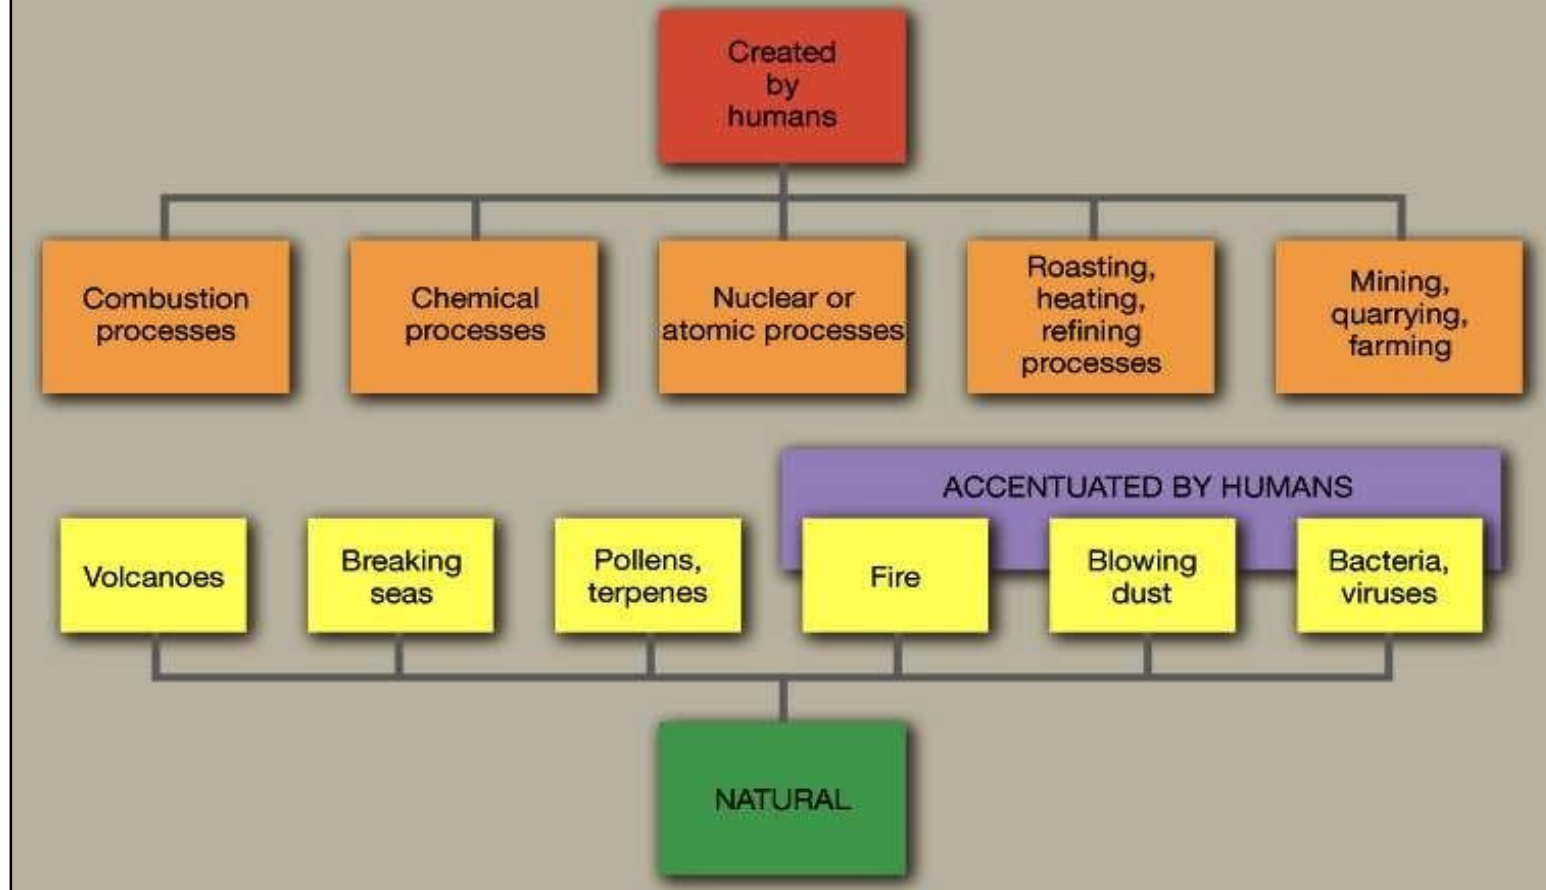 Created
by
humans
Combustion
processes
Chemical
processes
Nuclear or
atomic processes
Roasting,
heating,
refining
processes
Mining,
quarrying,
farming
ACCENTUATED BY HUMANS
Volcanoes
Breaking
seas
Pollens,
terpenes
Fire
Blowing
dust
Bacteria,
viruses
NATURAL